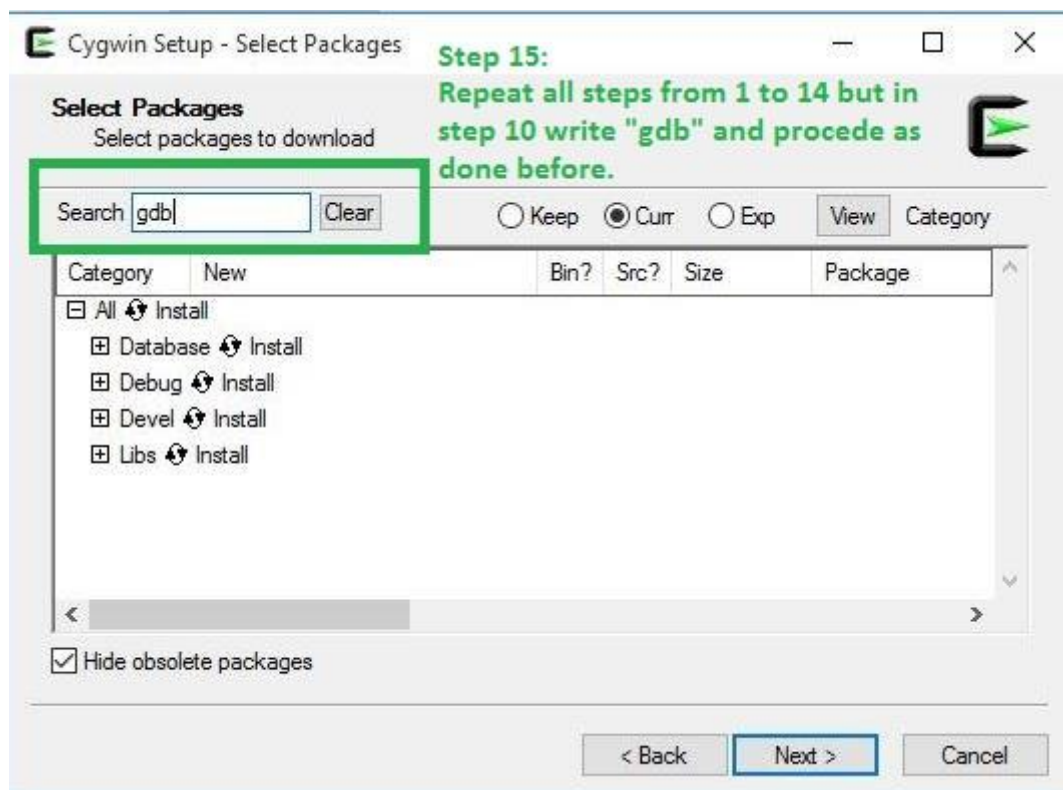 Cygwin Setup - Select Packages
Step 15:
Repeat all steps from 1 to 14 but in
step 10 write "gdb" and procede as
done before.
Select Packages
Select packages to download
Search gdb Clear Keep Curr Exp View Category
Category New Bin? Src? Size Package
All Install
Database Install
Debug Install
Devel Install
Libs Install
Hide obsolete packages
< Back Next > Cancel